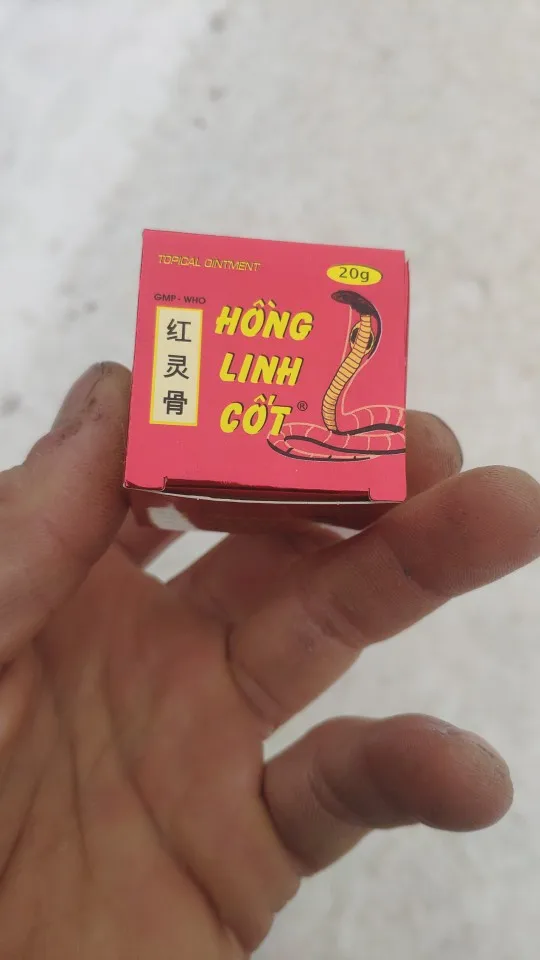 TOPICAL OINTMENT
20g
GMP - WHO
红灵骨
HỒNG
LINH
CỐT ®